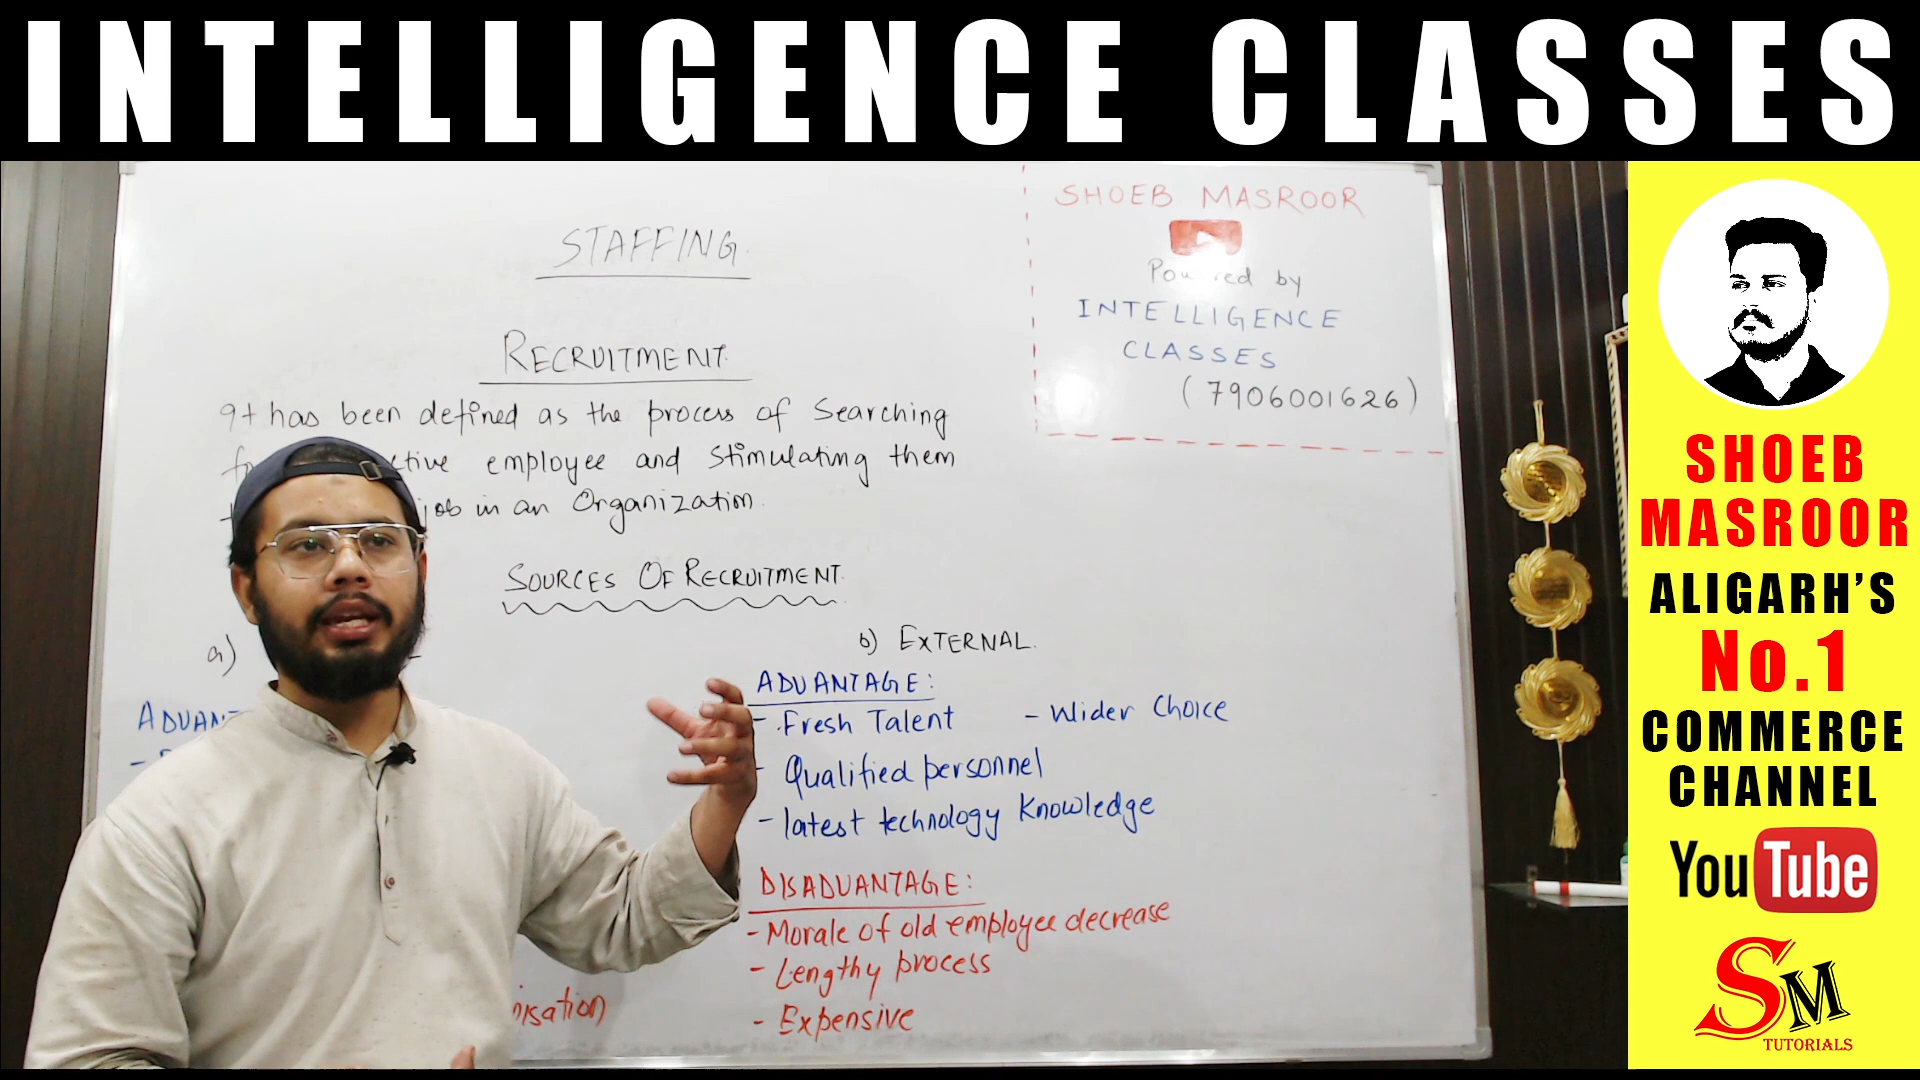 INTELLIGENCE CLASSES
SHOEB MASROOR
by
INTELLIGENCE
CLASSES
(7906001626)
STAFFING.
RECRUITMENT.
It has been defined as the process of Searching
employee and Stimulating them
job in an Organization.
SOURCES OF RECRUITMENT.
a)
b) EXTERNAL.
ADVANTAGE:
- Fresh Talent - Wider Choice
- Qualified personnel
- latest technology Knowledge
DISADVANTAGE:
- Morale of old employee decrease
- Lengthy process
- Expensive
SHOEB
MASROOR
ALIGARH'S
No.1
COMMERCE
CHANNEL
YouTube
SM
TUTORIALS